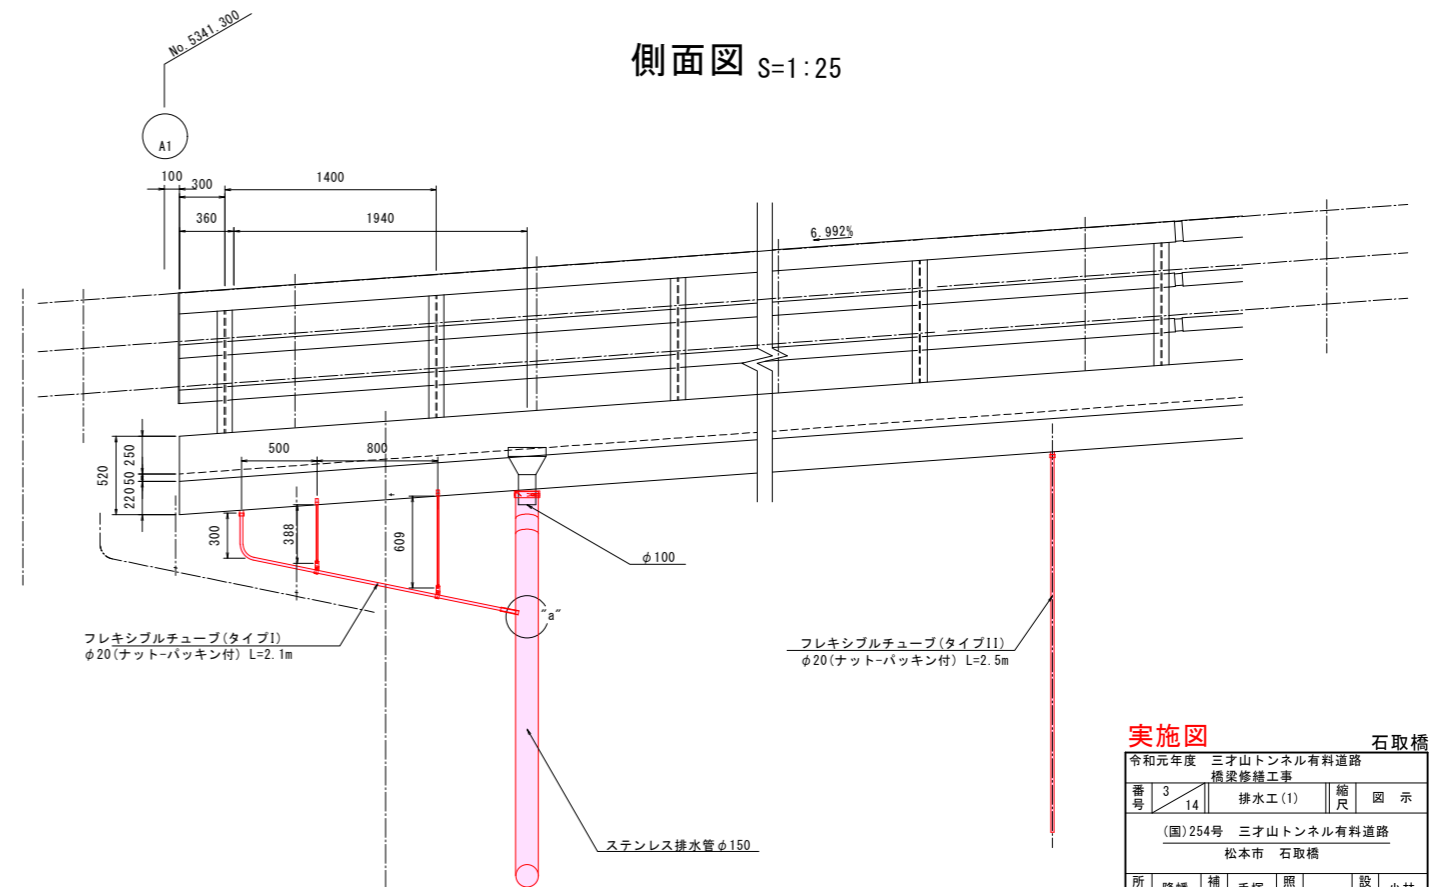 No.5341.300
側面図 S=1:25
A1
100
300
1400
360
1940
6.992%
520
250
50
220
500
800
300
388
609
φ100
"a"
フレキシブルチューブ(タイプI)
φ20(ナット-パッキン付) L=2.1m
フレキシブルチューブ(タイプII)
φ20(ナット-パッキン付) L=2.5m
ステンレス排水管φ150
実施図
石取橋
令和元年度 三才山トンネル有料道路
橋梁修繕工事
番号 3/14 排水工(1) 縮尺 図示
(国)254号 三才山トンネル有料道路
松本市 石取橋
所 補 照 設